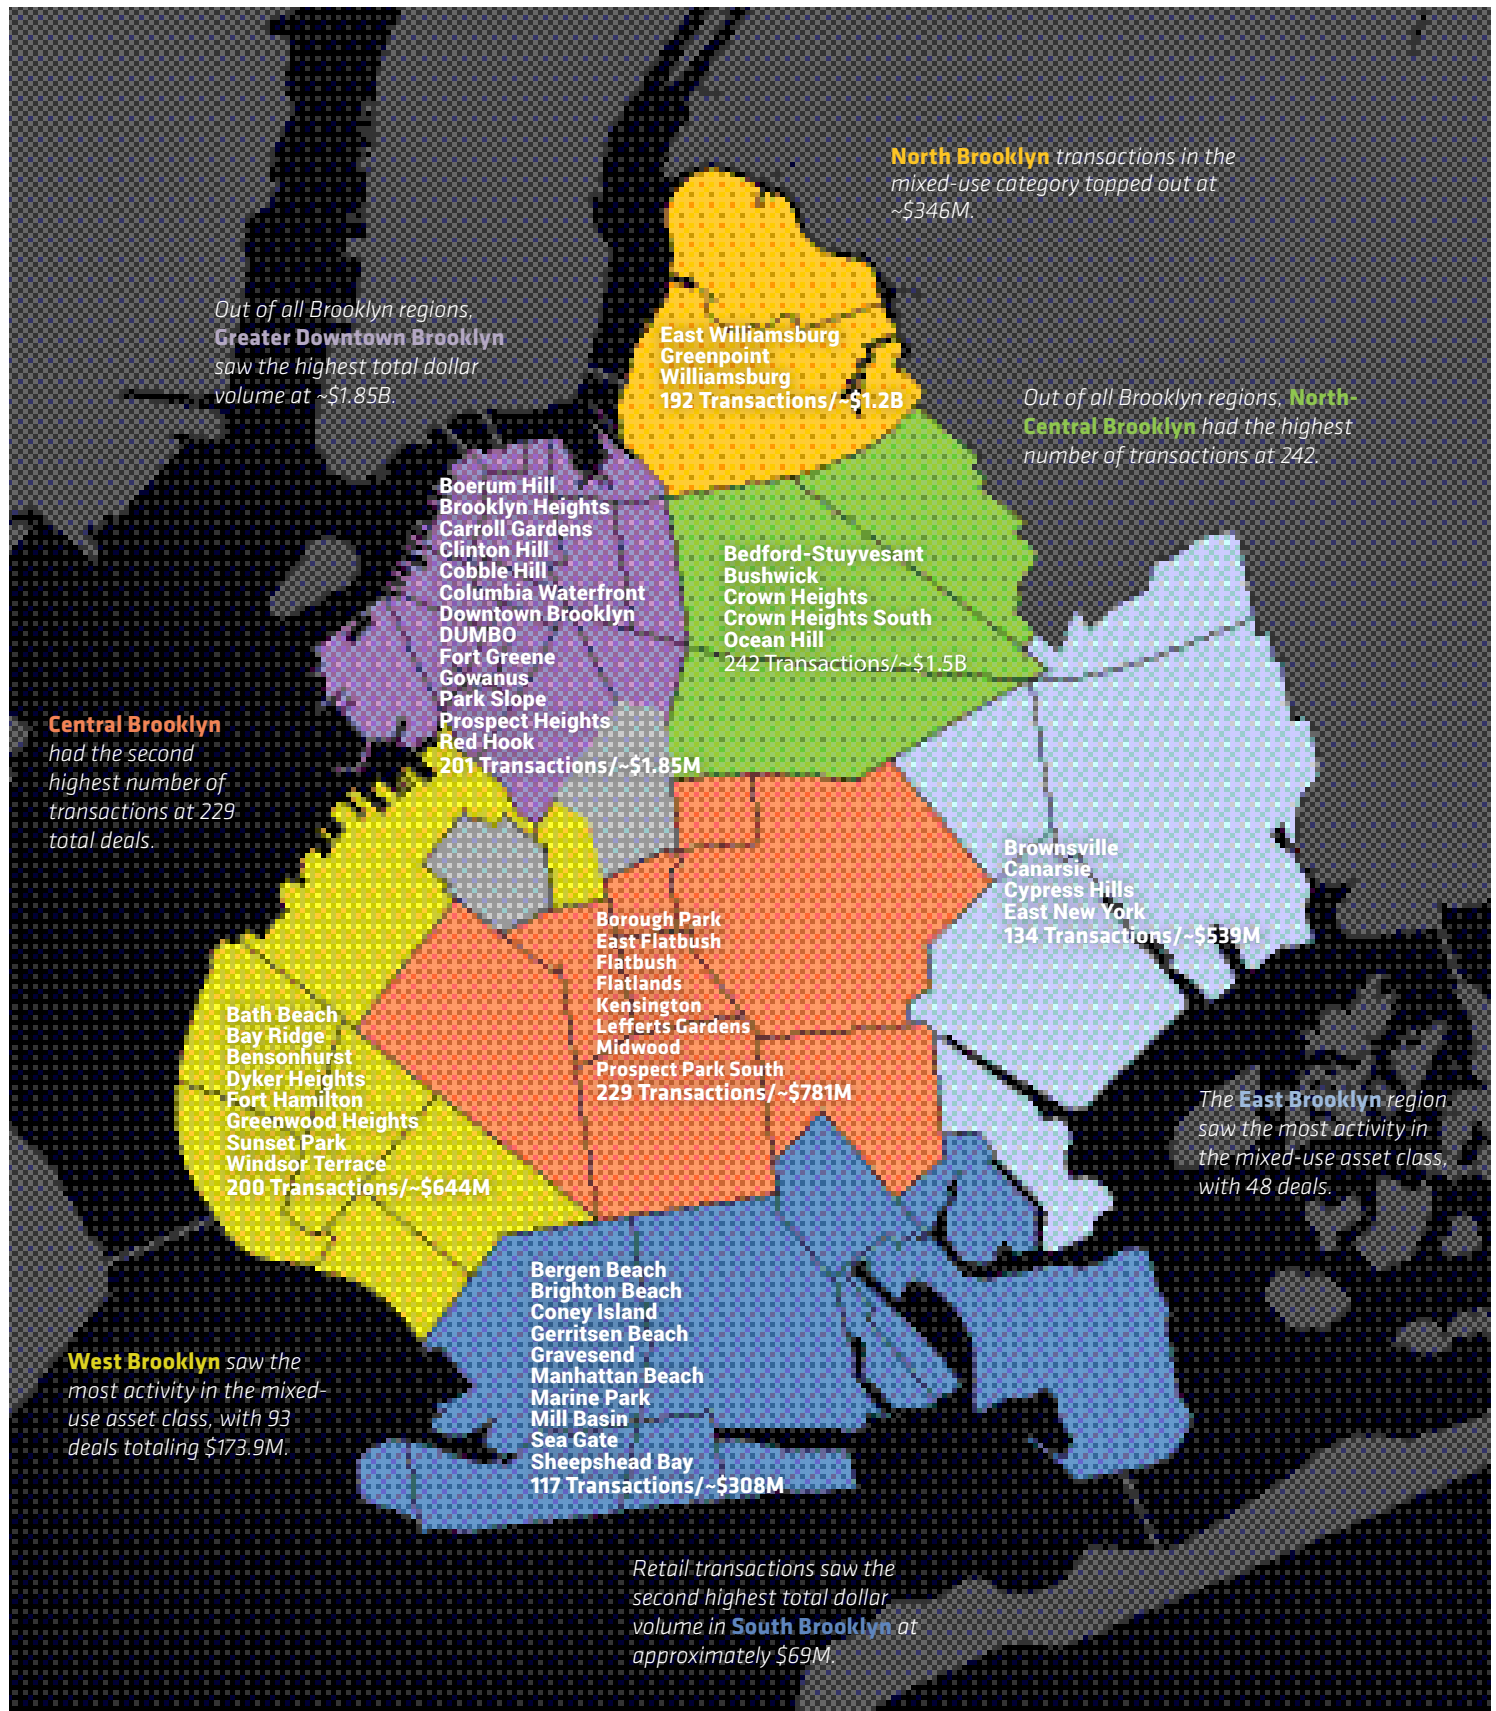 North Brooklyn transactions in the
mixed-use category topped out at
~$346M.
Out of all Brooklyn regions,
Greater Downtown Brooklyn
saw the highest total dollar
volume at ~$1.85B.
East Williamsburg
Greenpoint
Williamsburg
192 Transactions/~$1.2B
Out of all Brooklyn regions, North-
Central Brooklyn had the highest
number of transactions at 242.
Boerum Hill
Brooklyn Heights
Carroll Gardens
Clinton Hill
Cobble Hill
Columbia Waterfront
Downtown Brooklyn
DUMBO
Fort Greene
Gowanus
Park Slope
Prospect Heights
Red Hook
201 Transactions/~$1.85M
Bedford-Stuyvesant
Bushwick
Crown Heights
Crown Heights South
Ocean Hill
242 Transactions/~$1.5B
Central Brooklyn
had the second
highest number of
transactions at 229
total deals.
Brownsville
Canarsie
Cypress Hills
East New York
134 Transactions/~$539M
Borough Park
East Flatbush
Flatbush
Flatlands
Kensington
Lefferts Gardens
Midwood
Prospect Park South
229 Transactions/~$781M
Bath Beach
Bay Ridge
Bensonhurst
Dyker Heights
Fort Hamilton
Greenwood Heights
Sunset Park
Windsor Terrace
200 Transactions/~$644M
The East Brooklyn region
saw the most activity in
the mixed-use asset class,
with 48 deals.
Bergen Beach
Brighton Beach
Coney Island
Gerritsen Beach
Gravesend
Manhattan Beach
Marine Park
Mill Basin
Sea Gate
Sheepshead Bay
117 Transactions/~$308M
West Brooklyn saw the
most activity in the mixed-
use asset class, with 93
deals totaling $173.9M.
Retail transactions saw the
second highest total dollar
volume in South Brooklyn at
approximately $69M.